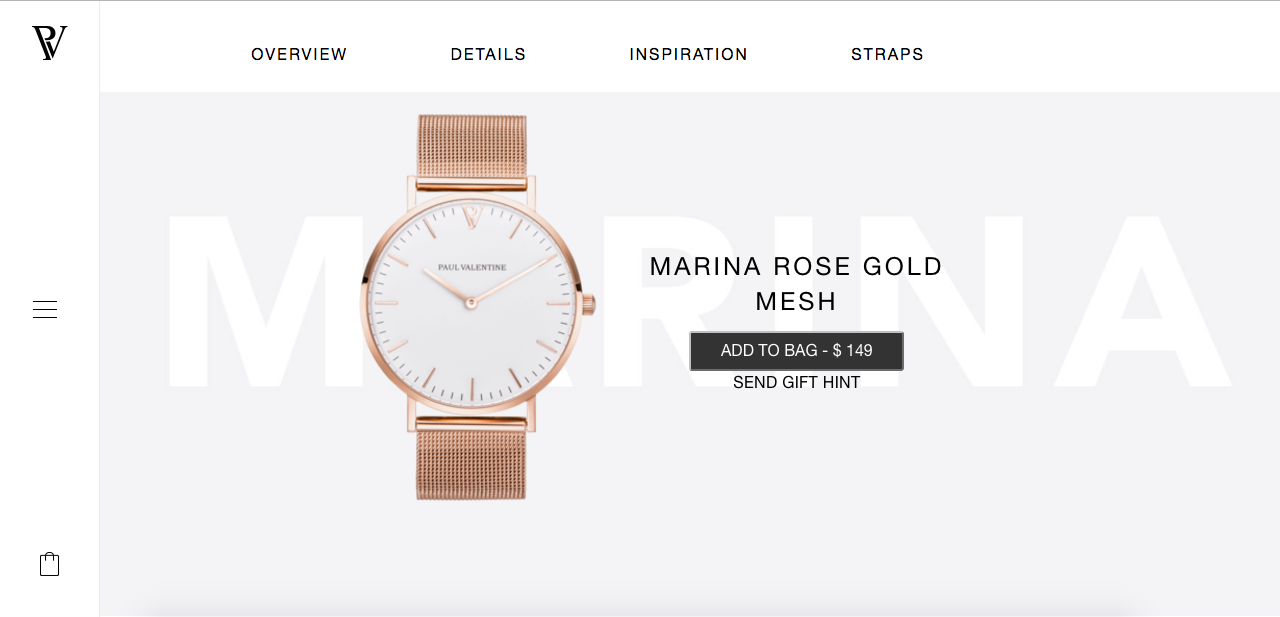 PV
OVERVIEW DETAILS INSPIRATION STRAPS
MARINA
PAUL VALENTINE
MARINA ROSE GOLD
MESH
ADD TO BAG - $ 149
SEND GIFT HINT